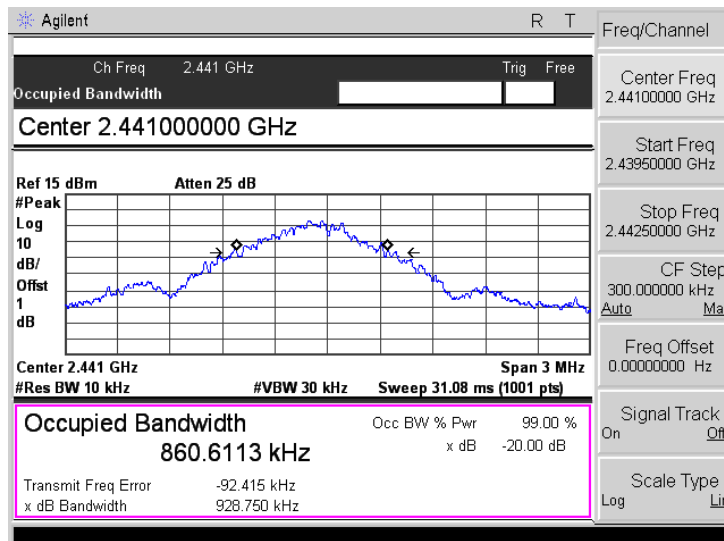 Agilent R T
Ch Freq 2.441 GHz Trig Free
Occupied Bandwidth
Center 2.441000000 GHz
Ref 15 dBm Atten 25 dB
#Peak
Log
10
dB/
Offst
1
dB
Center 2.441 GHz Span 3 MHz
#Res BW 10 kHz #VBW 30 kHz Sweep 31.08 ms (1001 pts)
Occupied Bandwidth
860.6113 kHz
Occ BW % Pwr 99.00 %
x dB -20.00 dB
Transmit Freq Error -92.415 kHz
x dB Bandwidth 928.750 kHz
Freq/Channel
Center Freq
2.44100000 GHz
Start Freq
2.43950000 GHz
Stop Freq
2.44250000 GHz
CF Step
300.000000 kHz
Auto Ma
Freq Offset
0.00000000 Hz
Signal Track
On Off
Scale Type
Log Lin